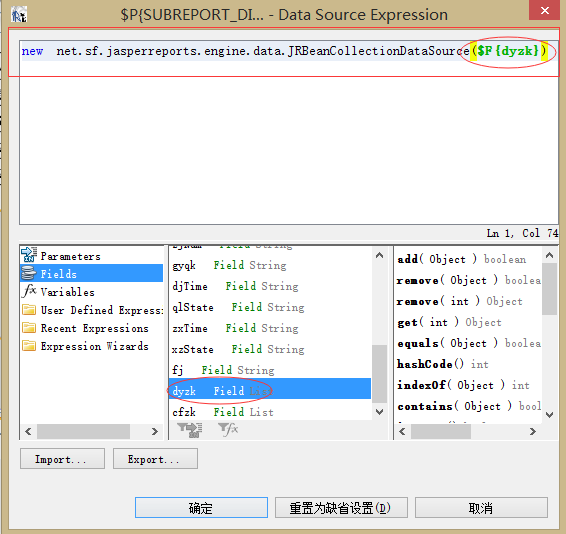 $P{SUBREPORT_DI... - Data Source Expression
new net.sf.jasperreports.engine.data.JRBeanCollectionDataSource($F{dyzk})
Ln 1, Col 74
Parameters
Fields
Variables
User Defined Express
Recent Expressions
Expression Wizards
gyqk Field String
djTime Field String
qlState Field String
zxTime Field String
xzState Field String
fj Field String
dyzk Field List
cfzk Field List
add( Object ) boolean
remove( Object ) boolea
remove( int ) Object
get( int ) Object
equals( Object ) boolea
hashCode() int
indexOf( Object ) int
contains( Object ) bool
Import...
Export...
确定
重置为缺省设置(D)
取消